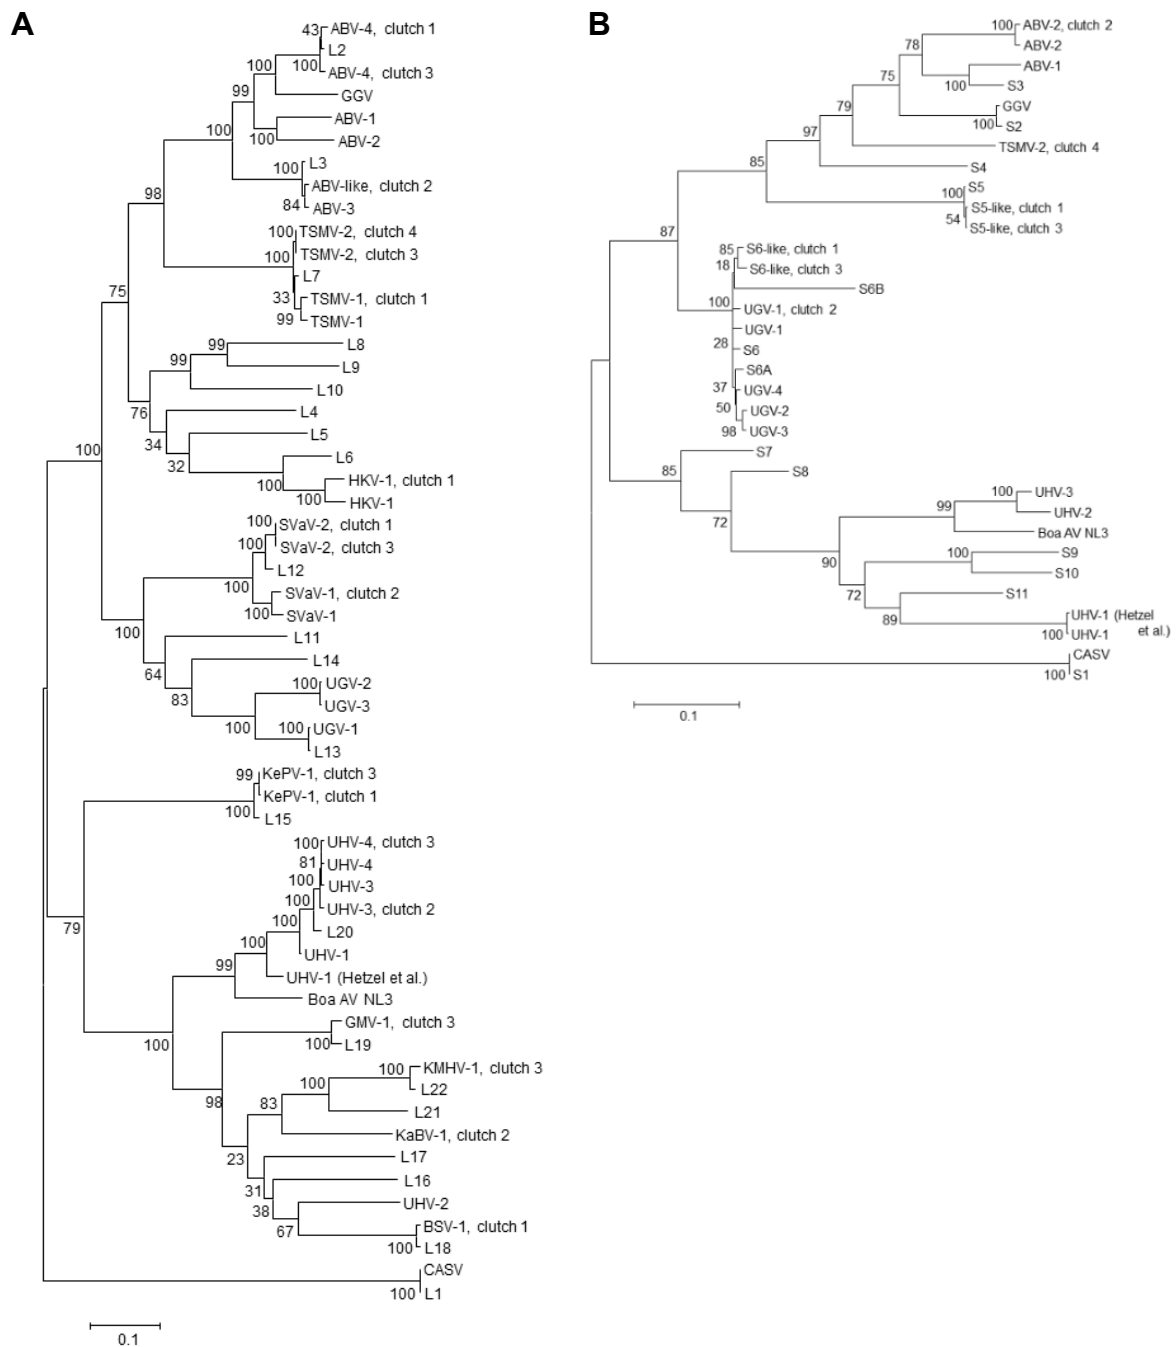 A
43
ABV-4, clutch 1
L2
100
100
ABV-4, clutch 3
99
GGV
100
ABV-1
100
ABV-2
100
L3
ABV-like, clutch 2
98
84
ABV-3
100
TSMV-2, clutch 4
100
TSMV-2, clutch 3
L7
75
33
TSMV-1, clutch 1
99
TSMV-1
99
L8
99
L9
L10
76
L4
34
L5
100
32
L6
100
HKV-1, clutch 1
100
HKV-1
100
SVaV-2, clutch 1
100
SVaV-2, clutch 3
L12
100
SVaV-1, clutch 2
100
SVaV-1
100
L11
64
L14
83
100
UGV-2
UGV-3
100
100
UGV-1
L13
99
KePV-1, clutch 3
KePV-1, clutch 1
100
L15
100
UHV-4, clutch 3
81
UHV-4
100
UHV-3
100
UHV-3, clutch 2
100
L20
100
UHV-1
99
UHV-1 (Hetzel et al.)
79
Boa AV NL3
GMV-1, clutch 3
100
100
L19
100
KMHV-1, clutch 3
100
L22
98
83
L21
KaBV-1, clutch 2
23
L17
31
L16
38
UHV-2
67
BSV-1, clutch 1
100
L18
CASV
100
L1
0.1
B
100
ABV-2, clutch 2
78
ABV-2
75
ABV-1
100
S3
79
GGV
100
S2
97
TSMV-2, clutch 4
85
S4
100
S5
S5-like, clutch 1
54
S5-like, clutch 3
87
85
S6-like, clutch 1
18
S6-like, clutch 3
S6B
100
UGV-1, clutch 2
UGV-1
28
S6
S6A
37
UGV-4
50
UGV-2
98
UGV-3
S7
85
S8
100
UHV-3
99
UHV-2
72
Boa AV NL3
100
S9
90
S10
72
S11
89
UHV-1 (Hetzel
et al.)
100
UHV-1
CASV
100
S1
0.1